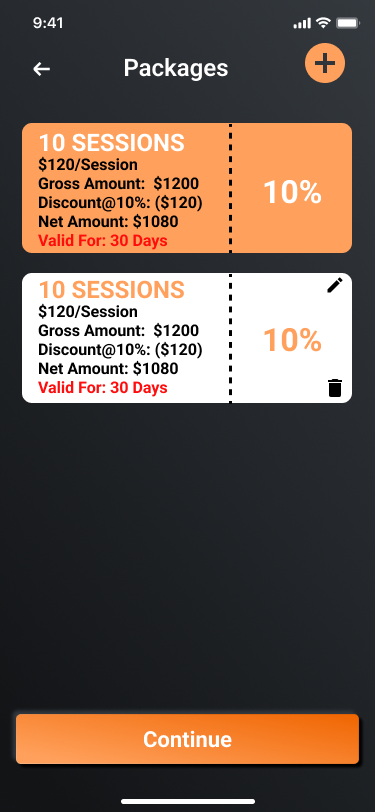 9:41
Packages
10 SESSIONS
$120/Session
Gross Amount:  $1200
Discount@10%: ($120)
Net Amount: $1080
Valid For: 30 Days
10%
10 SESSIONS
$120/Session
Gross Amount:  $1200
Discount@10%: ($120)
Net Amount: $1080
Valid For: 30 Days
10%
Continue